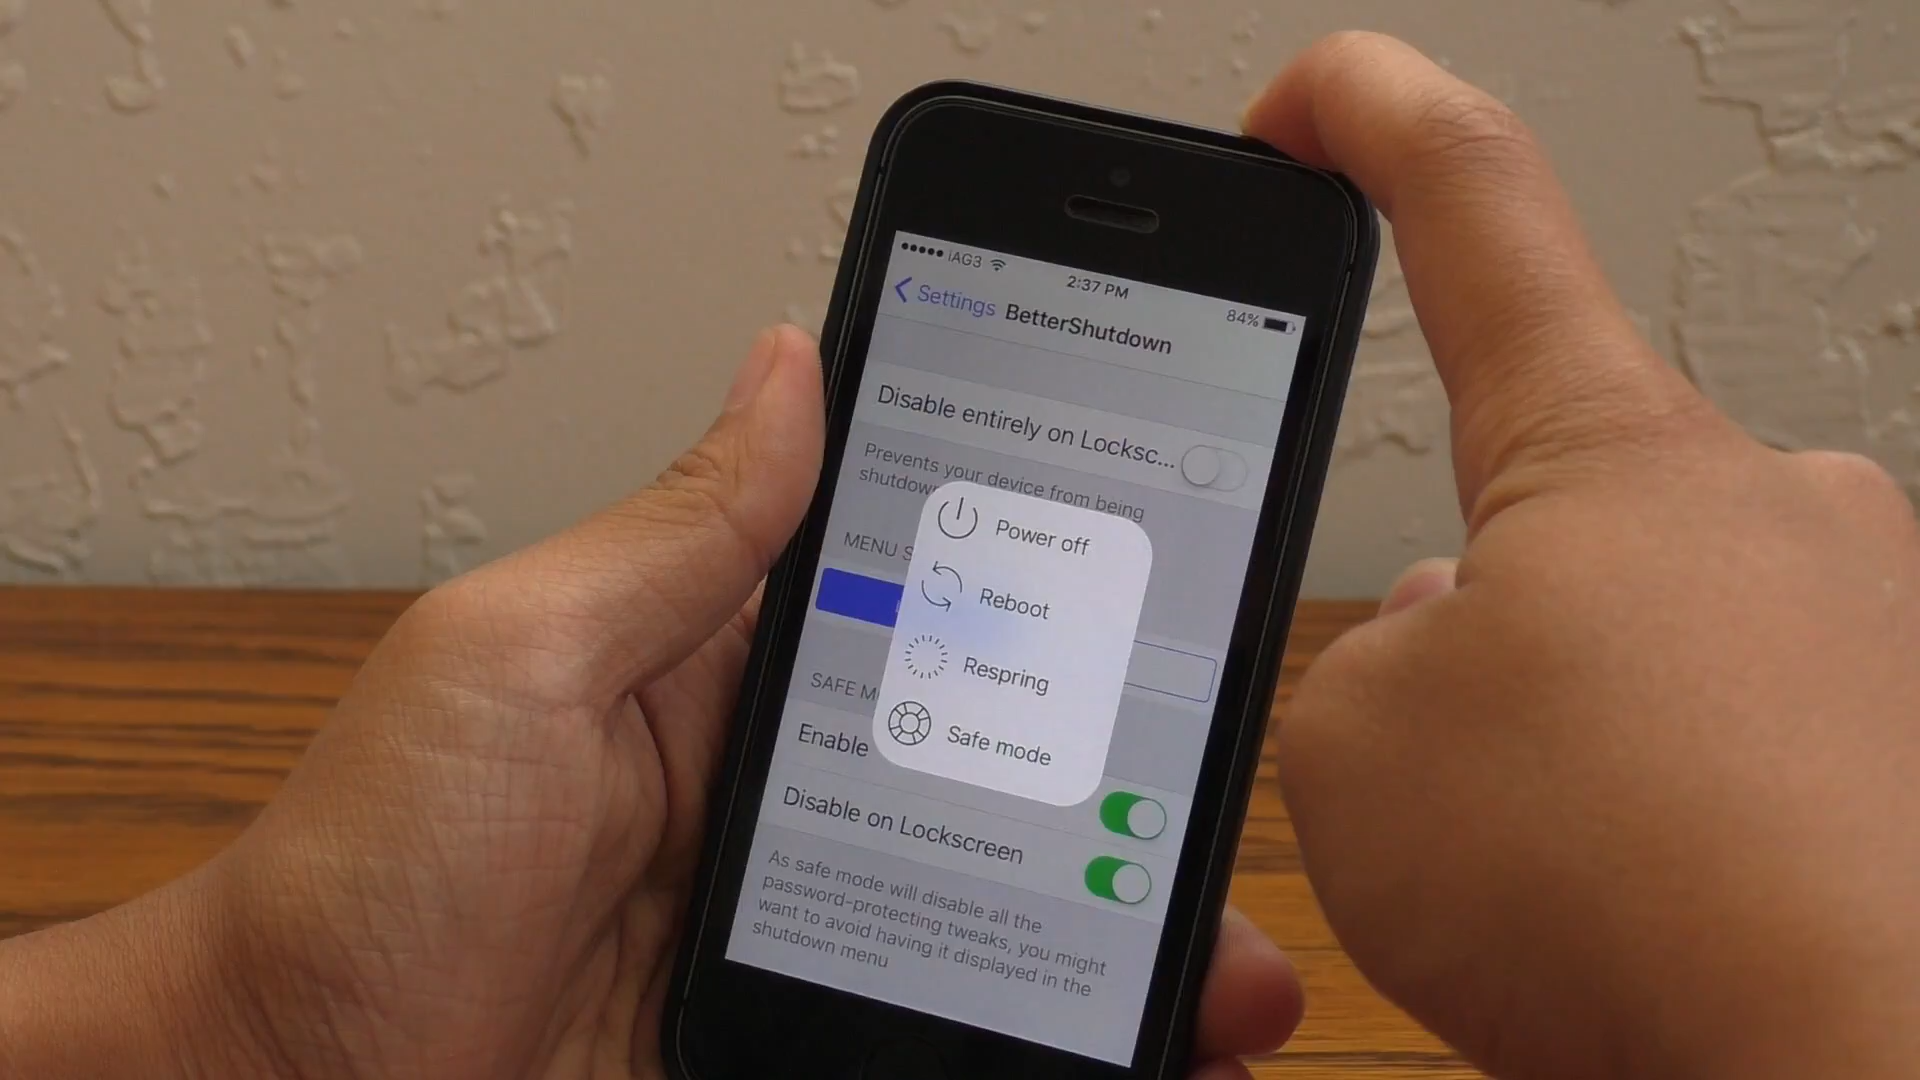 iAG3
2:37 PM
84%
Settings
BetterShutdown
Disable entirely on Locksc...
Prevents your device from being
shutdown
MENU S
Power off
Reboot
Respring
Safe mode
SAFE M
Enable
Disable on Lockscreen
As safe mode will disable all the
password-protecting tweaks, you might
want to avoid having it displayed in the
shutdown menu